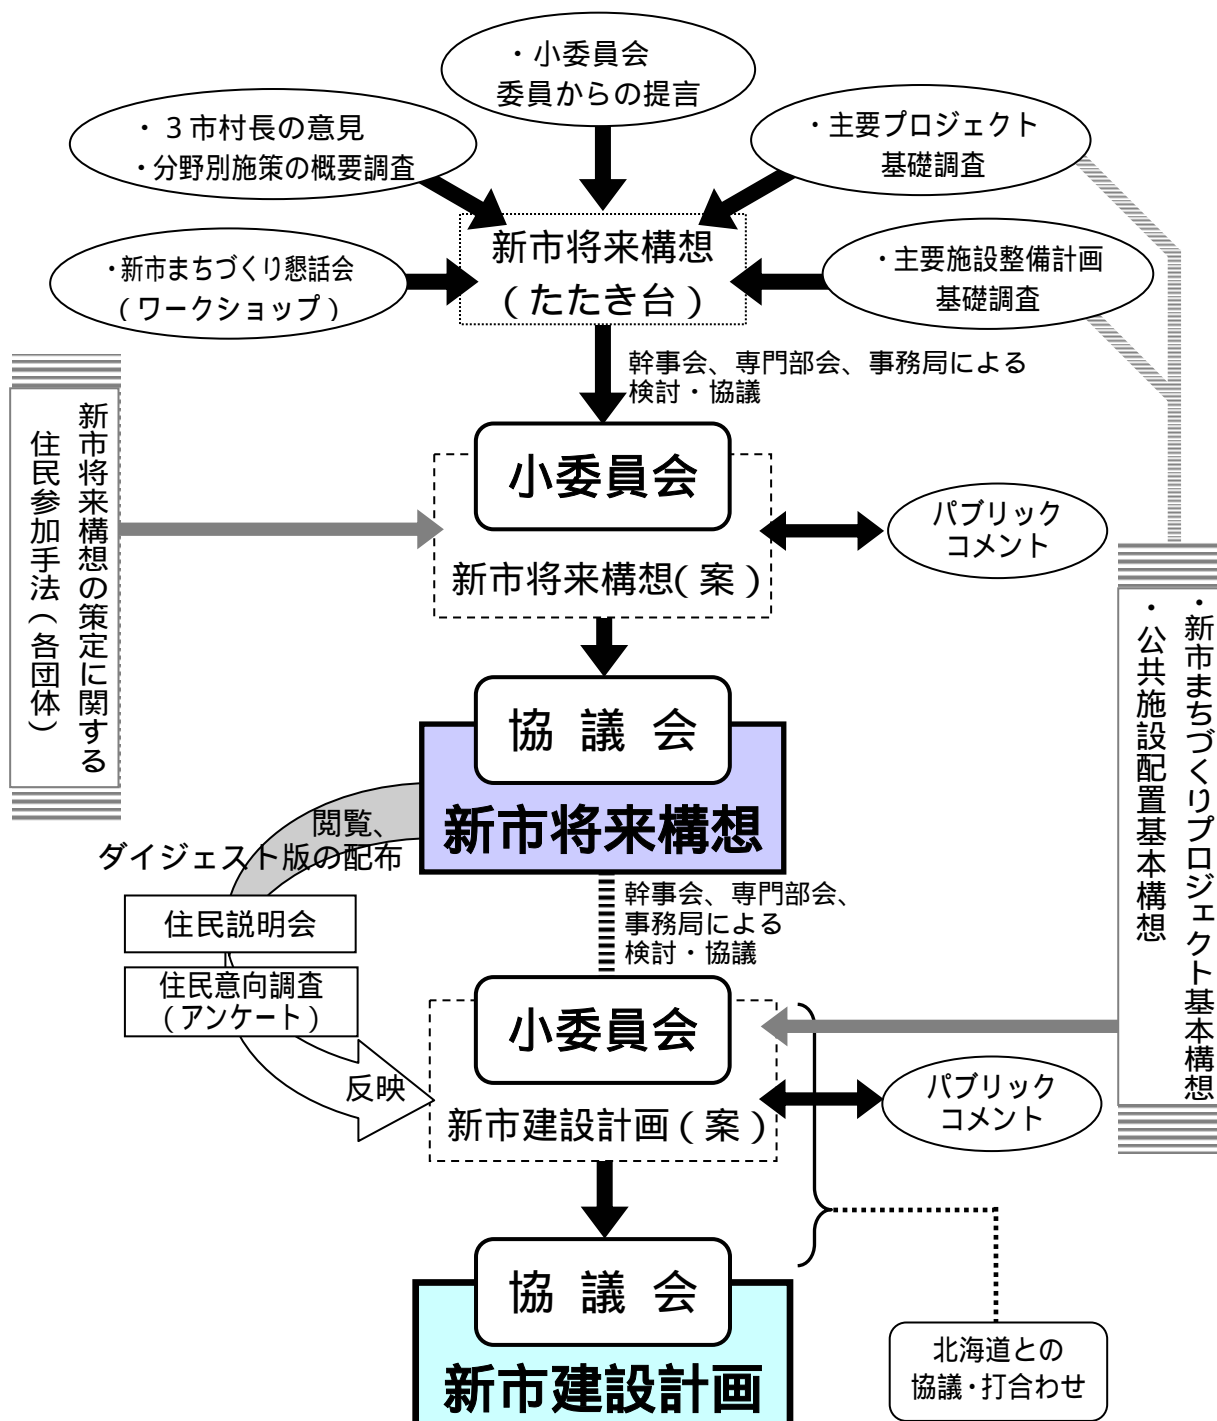 ・小委員会
委員からの提言
・３市村長の意見
・分野別施策の概要調査
・主要プロジェクト
基礎調査
新市将来構想
（たたき台）
・新市まちづくり懇話会
（ワークショップ）
・主要施設整備計画
基礎調査
幹事会、専門部会、事務局による
検討・協議
新市将来構想の策定に関する
住民参加手法（各団体）
小委員会
新市将来構想（案）
パブリック
コメント
・新市まちづくりプロジェクト基本構想
・公共施設配置基本構想
協議会
新市将来構想
閲覧、
ダイジェスト版の配布
幹事会、専門部会、
事務局による
検討・協議
住民説明会
住民意向調査
（アンケート）
反映
小委員会
新市建設計画（案）
パブリック
コメント
協議会
新市建設計画
北海道との
協議・打合わせ